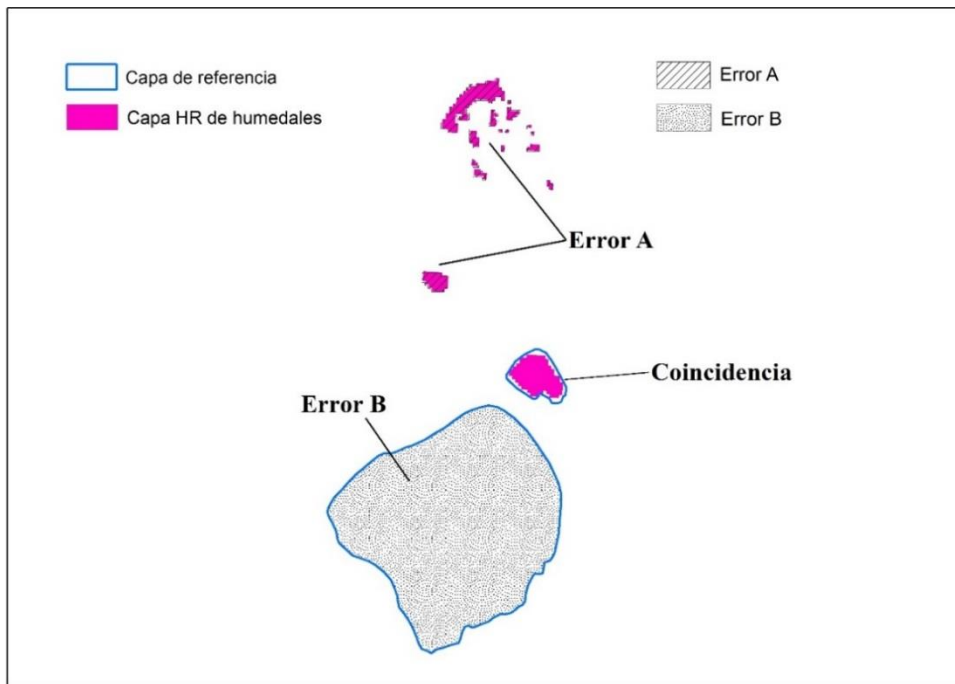 Capa de referencia
Capa HR de humedales
Error A
Error B
Error A
Coincidencia
Error B